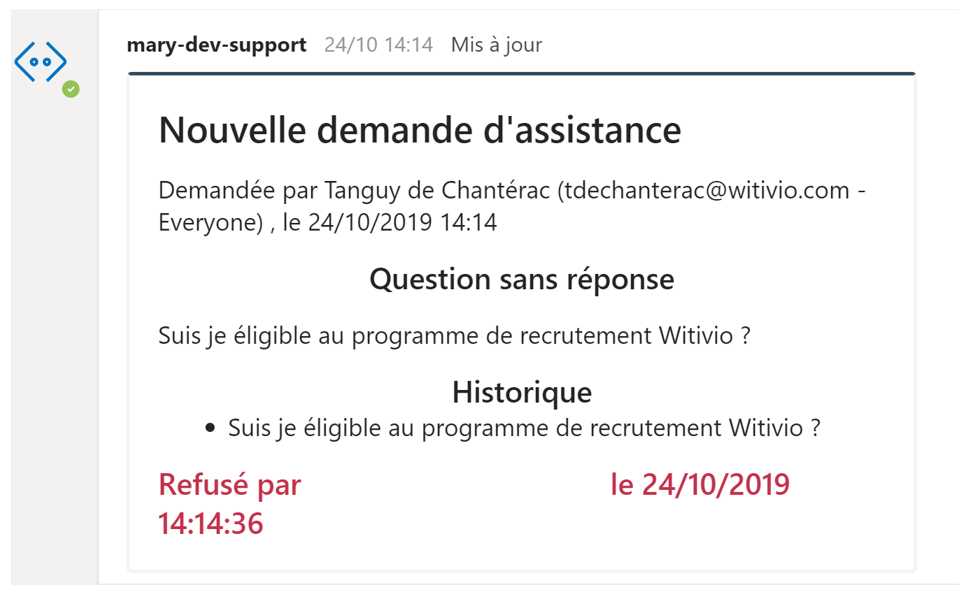 mary-dev-support 24/10 14:14 Mis à jour
Nouvelle demande d'assistance
Demandée par Tanguy de Chantérac (tdechanterac@witivio.com -
Everyone) , le 24/10/2019 14:14
Question sans réponse
Suis je éligible au programme de recrutement Witivio ?
Historique
• Suis je éligible au programme de recrutement Witivio ?
Refusé par le 24/10/2019
14:14:36